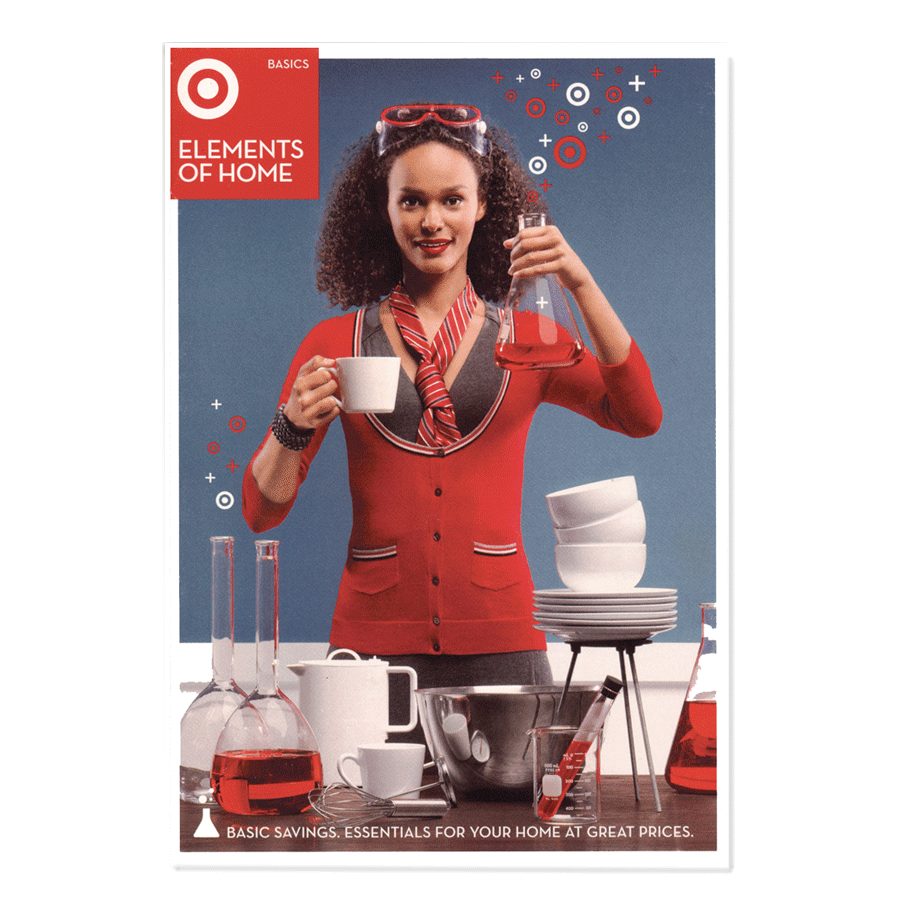 BASICS
ELEMENTS
OF HOME
BASIC SAVINGS. ESSENTIALS FOR YOUR HOME AT GREAT PRICES.